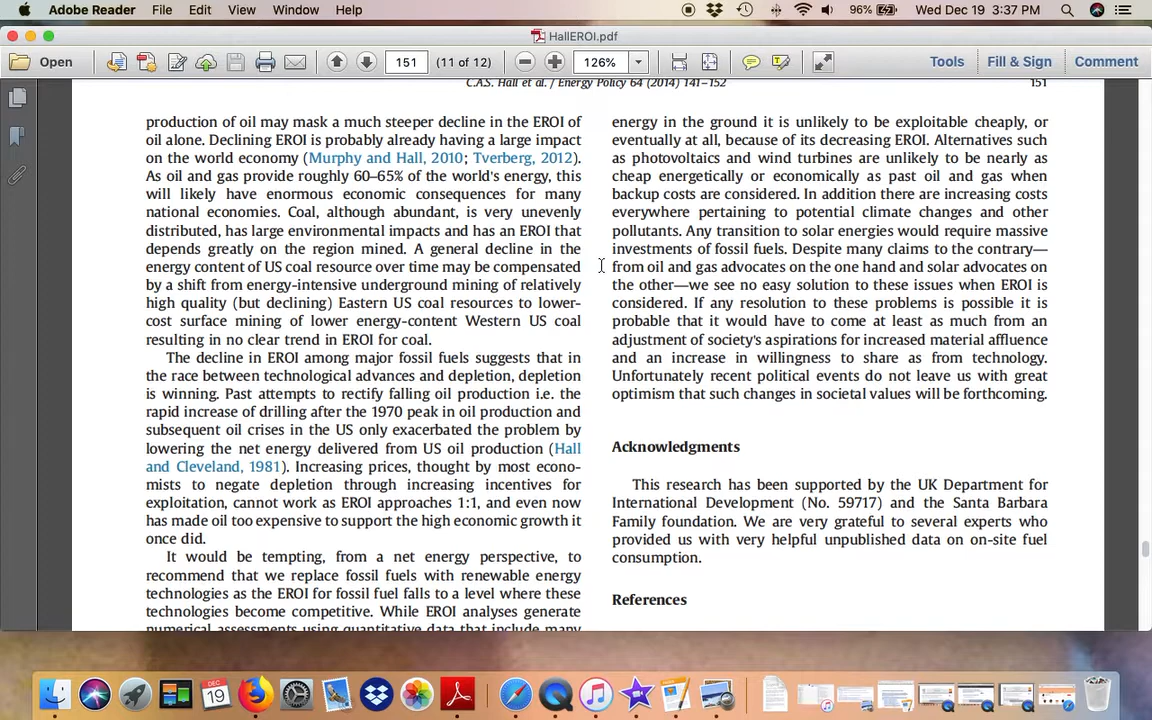 Adobe Reader File Edit View Window Help 96% Wed Dec 19 3:37 PM
HallEROI.pdf
Open 151 (11 of 12) 126% Tools Fill & Sign Comment
C.A.S. Hall et al. / Energy Policy 64 (2014) 141–152 151
production of oil may mask a much steeper decline in the EROI of
oil alone. Declining EROI is probably already having a large impact
on the world economy (Murphy and Hall, 2010; Tverberg, 2012).
As oil and gas provide roughly 60–65% of the world's energy, this
will likely have enormous economic consequences for many
national economies. Coal, although abundant, is very unevenly
distributed, has large environmental impacts and has an EROI that
depends greatly on the region mined. A general decline in the
energy content of US coal resource over time may be compensated
by a shift from energy-intensive underground mining of relatively
high quality (but declining) Eastern US coal resources to lower-
cost surface mining of lower energy-content Western US coal
resulting in no clear trend in EROI for coal.
The decline in EROI among major fossil fuels suggests that in
the race between technological advances and depletion, depletion
is winning. Past attempts to rectify falling oil production i.e. the
rapid increase of drilling after the 1970 peak in oil production and
subsequent oil crises in the US only exacerbated the problem by
lowering the net energy delivered from US oil production (Hall
and Cleveland, 1981). Increasing prices, thought by most econo-
mists to negate depletion through increasing incentives for
exploitation, cannot work as EROI approaches 1:1, and even now
has made oil too expensive to support the high economic growth it
once did.
It would be tempting, from a net energy perspective, to
recommend that we replace fossil fuels with renewable energy
technologies as the EROI for fossil fuel falls to a level where these
technologies become competitive. While EROI analyses generate
numerical assessments using quantitative data that include many
energy in the ground it is unlikely to be exploitable cheaply, or
eventually at all, because of its decreasing EROI. Alternatives such
as photovoltaics and wind turbines are unlikely to be nearly as
cheap energetically or economically as past oil and gas when
backup costs are considered. In addition there are increasing costs
everywhere pertaining to potential climate changes and other
pollutants. Any transition to solar energies would require massive
investments of fossil fuels. Despite many claims to the contrary—
from oil and gas advocates on the one hand and solar advocates on
the other—we see no easy solution to these issues when EROI is
considered. If any resolution to these problems is possible it is
probable that it would have to come at least as much from an
adjustment of society's aspirations for increased material affluence
and an increase in willingness to share as from technology.
Unfortunately recent political events do not leave us with great
optimism that such changes in societal values will be forthcoming.
Acknowledgments
This research has been supported by the UK Department for
International Development (No. 59717) and the Santa Barbara
Family foundation. We are very grateful to several experts who
provided us with very helpful unpublished data on on-site fuel
consumption.
References
DEC
19